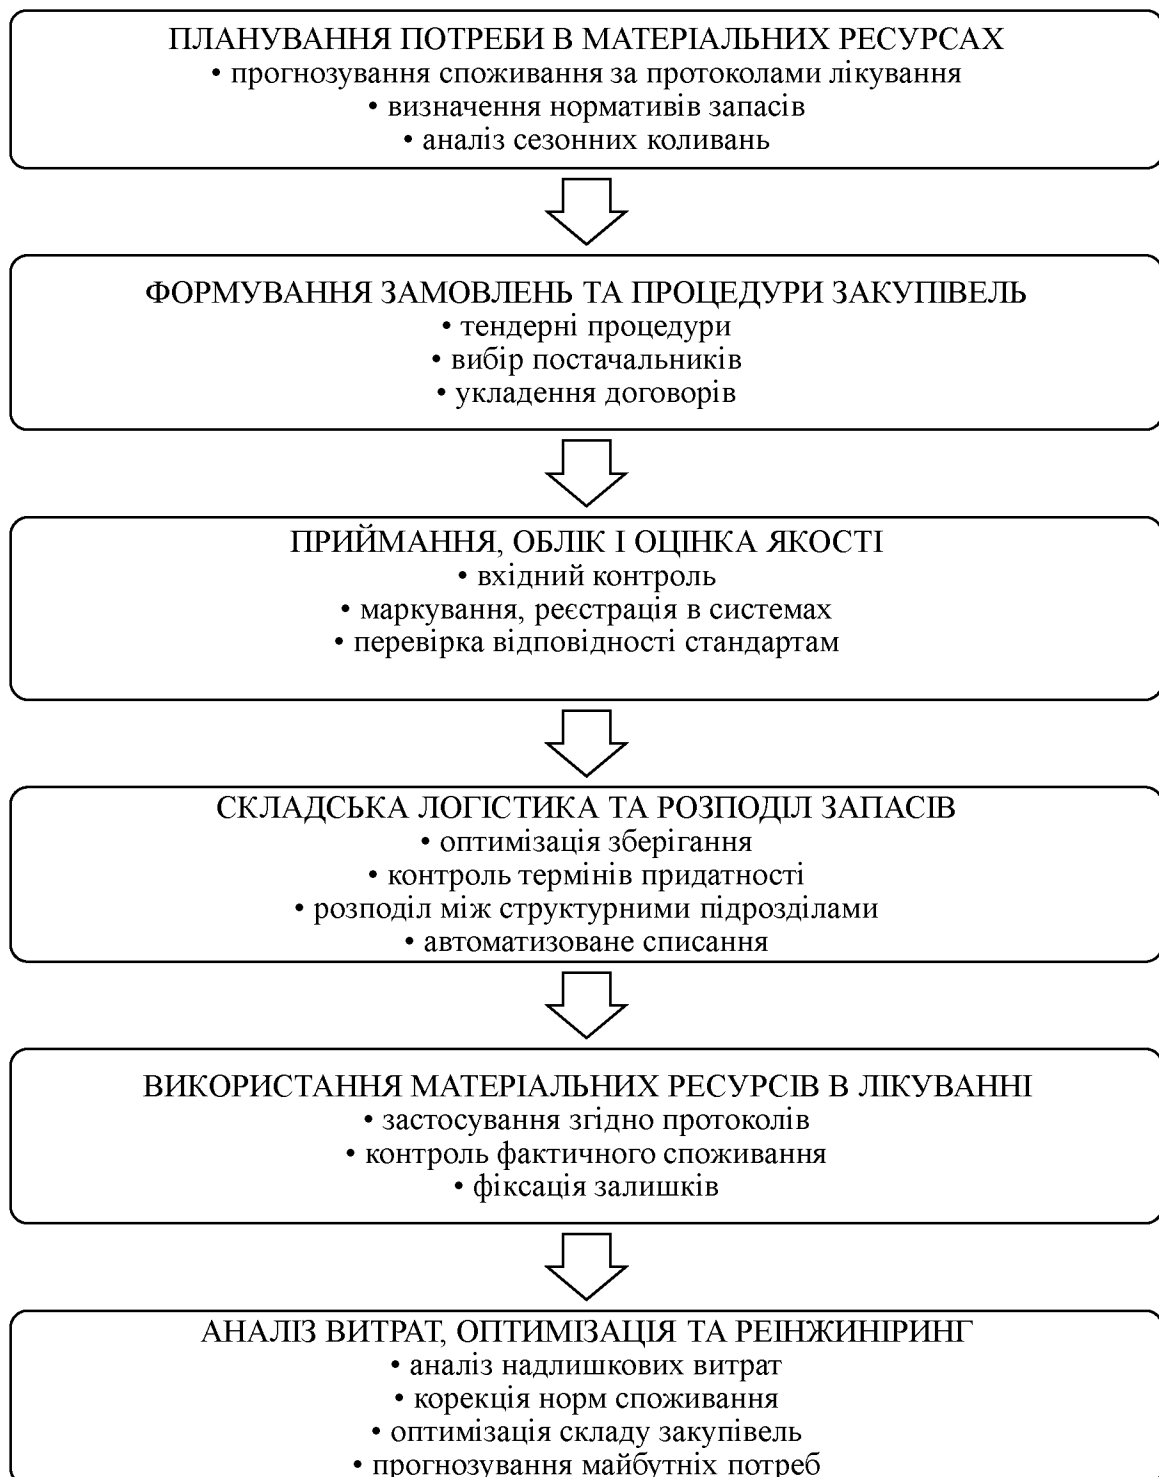 ПЛАНУВАННЯ ПОТРЕБИ В МАТЕРІАЛЬНИХ РЕСУРСАХ
• прогнозування споживання за протоколами лікування
• визначення нормативів запасів
• аналіз сезонних коливань
ФОРМУВАННЯ ЗАМОВЛЕНЬ ТА ПРОЦЕДУРИ ЗАКУПІВЕЛЬ
• тендерні процедури
• вибір постачальників
• укладення договорів
ПРИЙМАННЯ, ОБЛІК І ОЦІНКА ЯКОСТІ
• вхідний контроль
• маркування, реєстрація в системах
• перевірка відповідності стандартам
СКЛАДСЬКА ЛОГІСТИКА ТА РОЗПОДІЛ ЗАПАСІВ
• оптимізація зберігання
• контроль термінів придатності
• розподіл між структурними підрозділами
• автоматизоване списання
ВИКОРИСТАННЯ МАТЕРІАЛЬНИХ РЕСУРСІВ В ЛІКУВАННІ
• застосування згідно протоколів
• контроль фактичного споживання
• фіксація залишків
АНАЛІЗ ВИТРАТ, ОПТИМІЗАЦІЯ ТА РЕІНЖИНІРИНГ
• аналіз надлишкових витрат
• корекція норм споживання
• оптимізація складу закупівель
• прогнозування майбутніх потреб